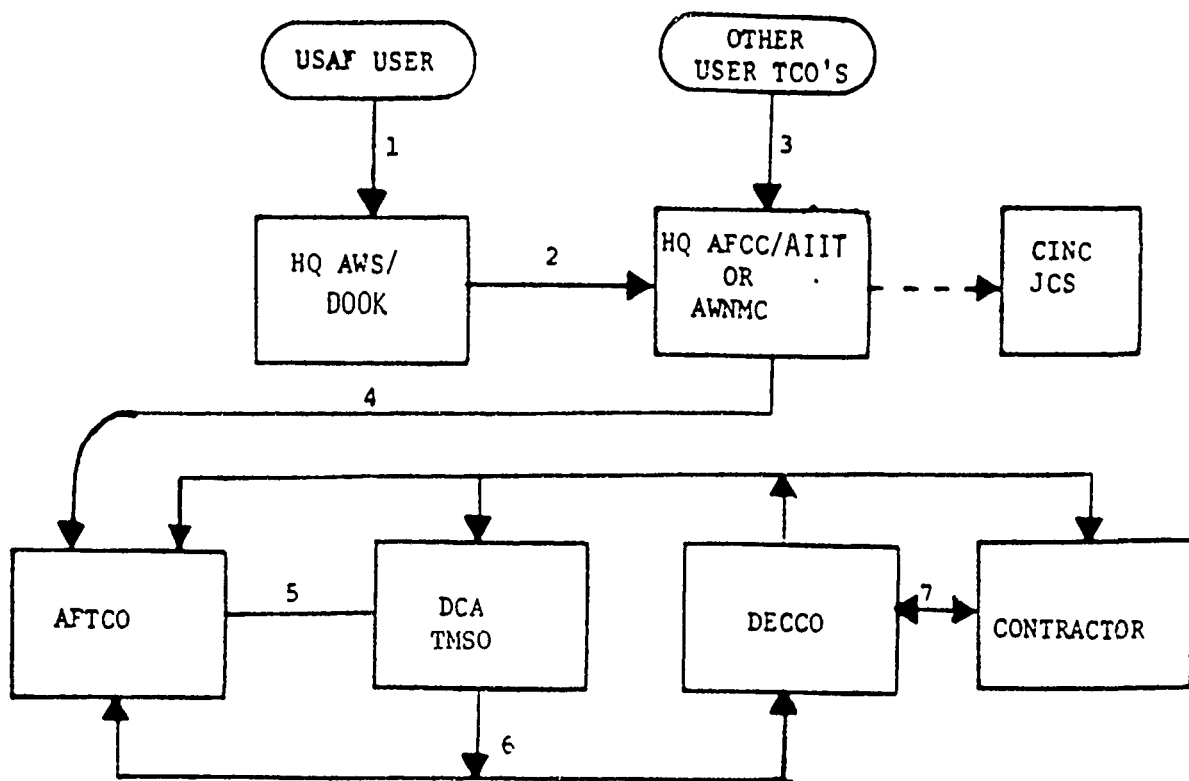 USAF USER
OTHER
USER TCO'S
1
3
HQ AWS/
DOOK
2
HQ AFCC/AIIT
OR
AWNMC
CINC
JCS
4
AFTCO
5
DCA
TMSO
DECCO
7
CONTRACTOR
6